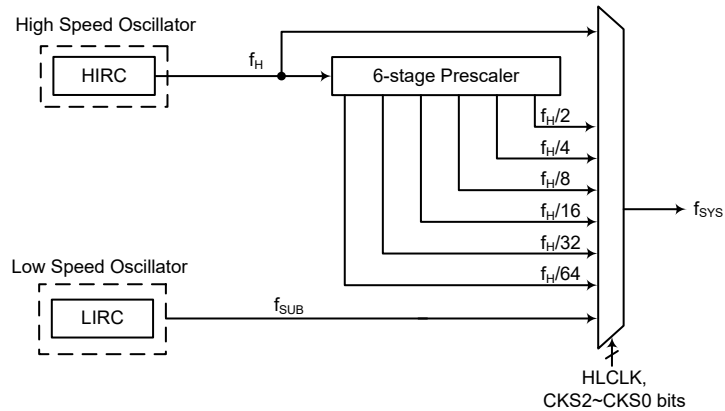 High Speed Oscillator
HIRC
fH
6-stage Prescaler
fH/2
fH/4
fH/8
fH/16
fH/32
fH/64
fSYS
Low Speed Oscillator
LIRC
fSUB
HLCLK,
CKS2~CKS0 bits